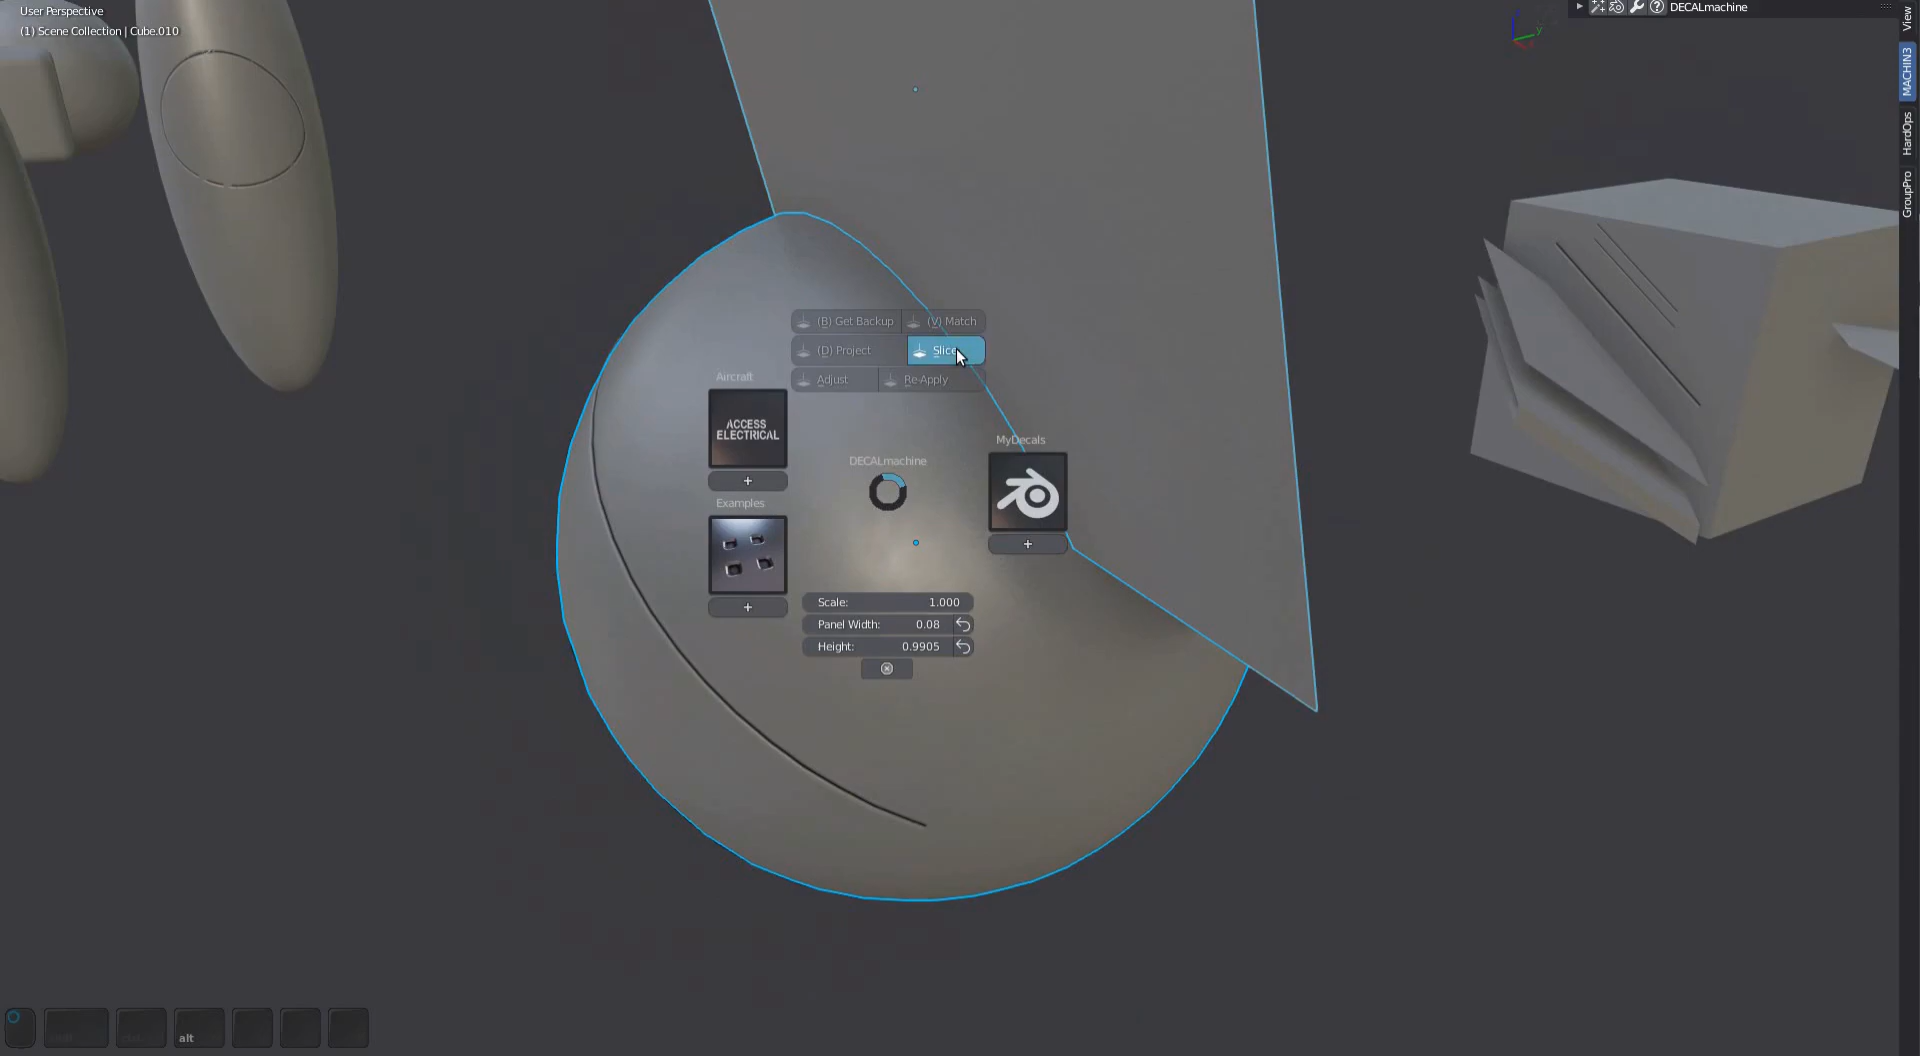 User Perspective
(1) Scene Collection | Cube.010
DECALmachine
View
MACHIN3
HardOps
GroupPro
(B) Get Backup
(V) Match
(D) Project
Slice
Adjust
Re-Apply
Aircraft
ACCESS
ELECTRICAL
+
Examples
+
DECALmachine
MyDecals
+
Scale: 1.000
Panel Width: 0.08
Height: 0.9905
alt